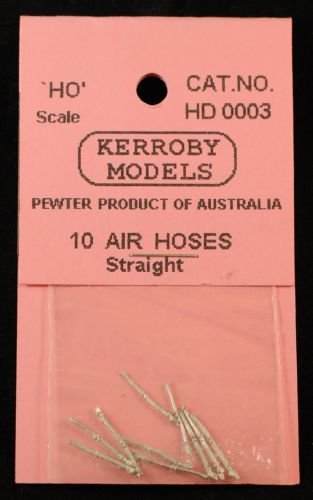 `HO' CAT.NO.
Scale HD 0003
KERROBY
MODELS
PEWTER PRODUCT OF AUSTRALIA
10 AIR HOSES
Straight